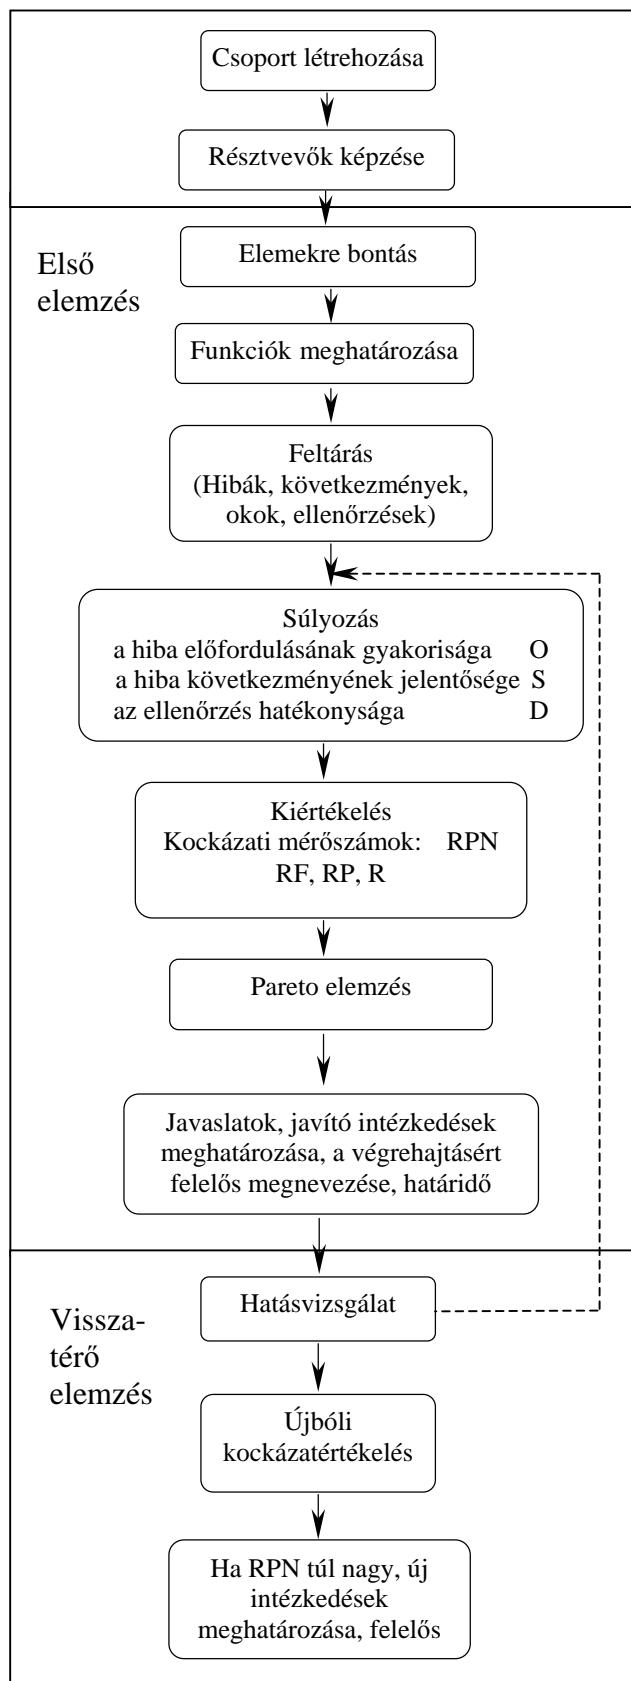 Csoport létrehozása
Résztvevők képzése
Első
elemzés
Elemekre bontás
Funkciók meghatározása
Feltárás
(Hibák, következmények,
okok, ellenőrzések)
Súlyozás
a hiba előfordulásának gyakorisága O
a hiba következményének jelentősége S
az ellenőrzés hatékonysága D
Kiértékelés
Kockázati mérőszámok: RPN
RF, RP, R
Pareto elemzés
Javaslatok, javító intézkedések
meghatározása, a végrehajtásért
felelős megnevezése, határidő
Vissza-
térő
elemzés
Hatásvizsgálat
Újbóli
kockázatértékelés
Ha RPN túl nagy, új
intézkedések
meghatározása, felelős